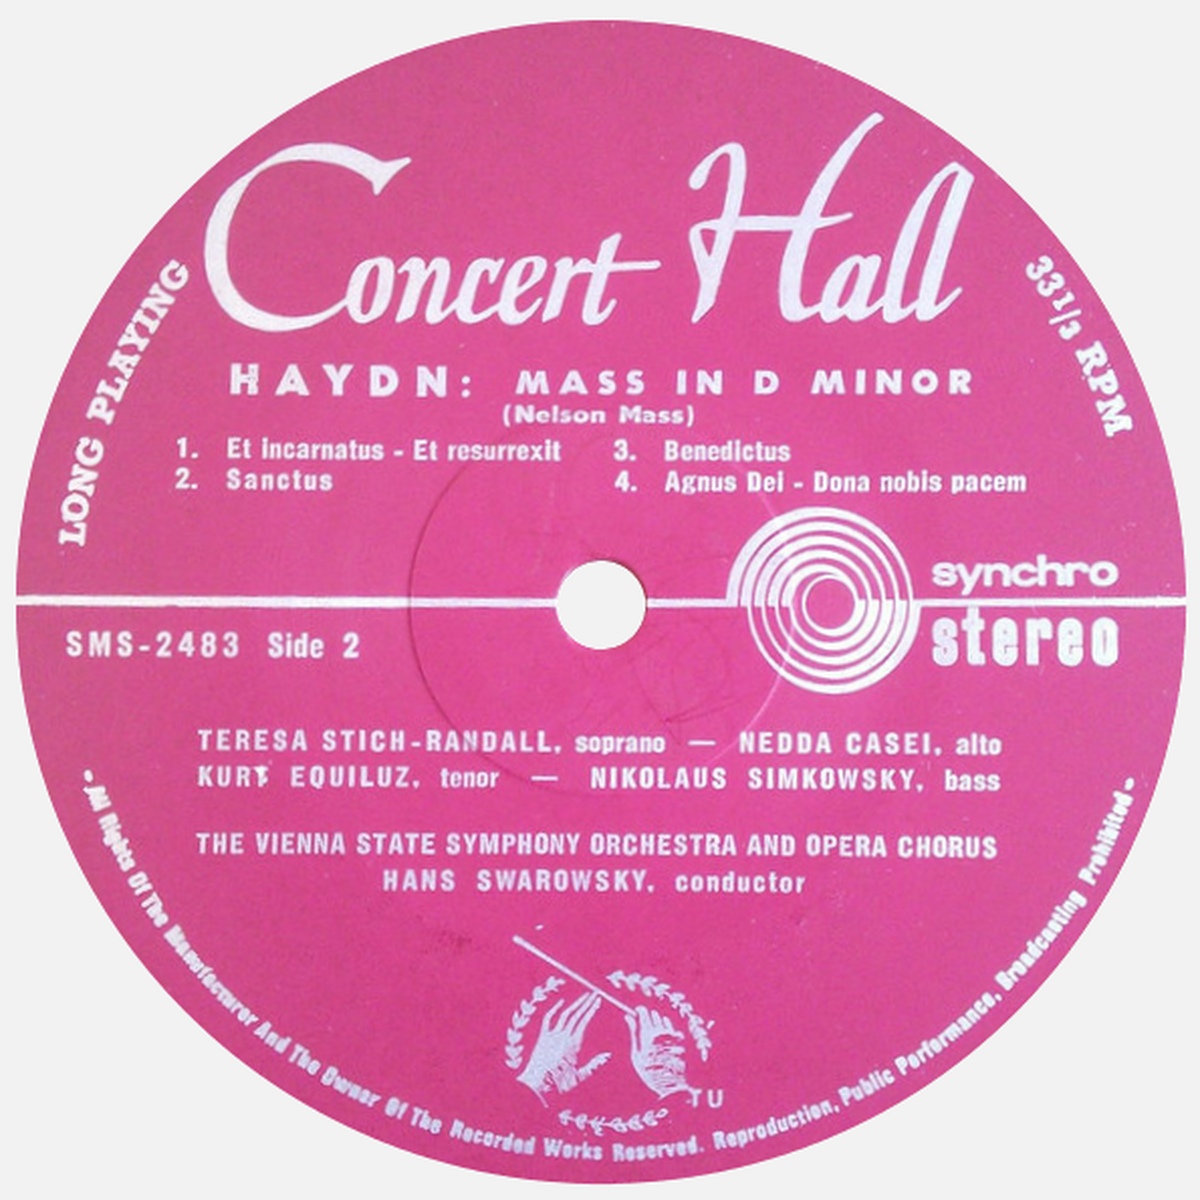 Concert Hall
LONG PLAYING
33 1/3 RPM
HAYDN: MASS IN D MINOR
(Nelson Mass)
1. Et incarnatus - Et resurrexit
2. Sanctus
3. Benedictus
4. Agnus Dei - Dona nobis pacem
synchro
stereo
SMS-2483 Side 2
TERESA STICH-RANDALL, soprano — NEDDA CASEI, alto
KURT EQUILUZ, tenor — NIKOLAUS SIMKOWSKY, bass
THE VIENNA STATE SYMPHONY ORCHESTRA AND OPERA CHORUS
HANS SWAROWSKY, conductor
TU
- All Rights Of The Manufacturer And The Owner Of The Recorded Works Reserved. Reproduction, Public Performance, Broadcasting Prohibited -